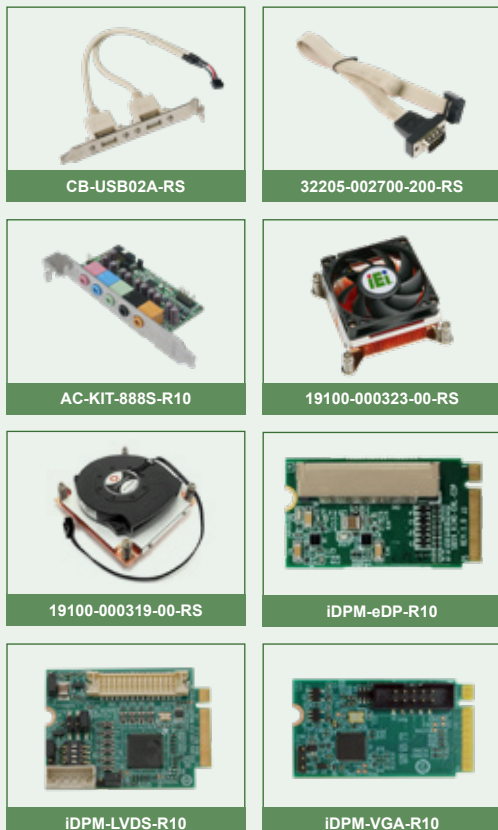 CB-USB02A-RS
32205-002700-200-RS
AC-KIT-888S-R10
iEi
19100-000323-00-RS
19100-000319-00-RS
iDPM-eDP-R10
iDPM-LVDS-R10
iDPM-VGA-R10